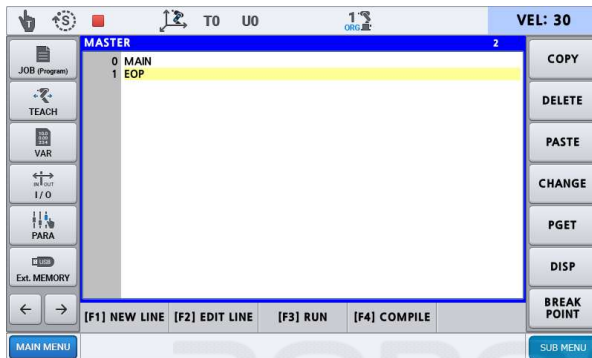 S T0 U0 1 ORG VEL: 30
MASTER 2
0 MAIN
1 EOP
JOB (Program)
TEACH
VAR
IN OUT
I/O
PARA
USB
Ext. MEMORY
COPY
DELETE
PASTE
CHANGE
PGET
DISP
BREAK
POINT
[F1] NEW LINE [F2] EDIT LINE [F3] RUN [F4] COMPILE
MAIN MENU SUB MENU